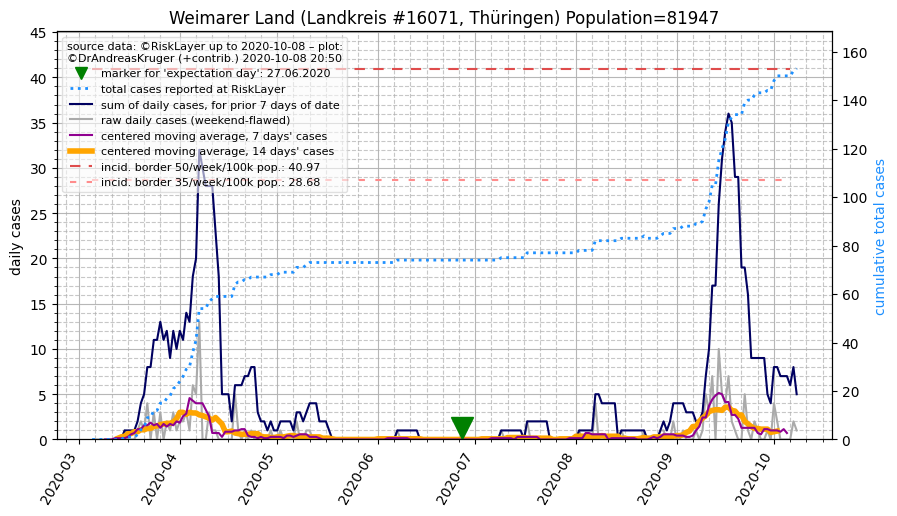 Weimarer Land (Landkreis #16071, Thüringen) Population=81947
source data: ©RiskLayer up to 2020-10-08 – plot:
©DrAndreasKruger (+contrib.) 2020-10-08 20:50
marker for 'expectation day': 27.06.2020
total cases reported at RiskLayer
sum of daily cases, for prior 7 days of date
raw daily cases (weekend-flawed)
centered moving average, 7 days' cases
centered moving average, 14 days' cases
incid. border 50/week/100k pop.: 40.97
incid. border 35/week/100k pop.: 28.68
daily cases
45
40
35
30
25
20
15
10
5
0
160
140
120
100
80
60
40
20
0
cumulative total cases
2020-03
2020-04
2020-05
2020-06
2020-07
2020-08
2020-09
2020-10